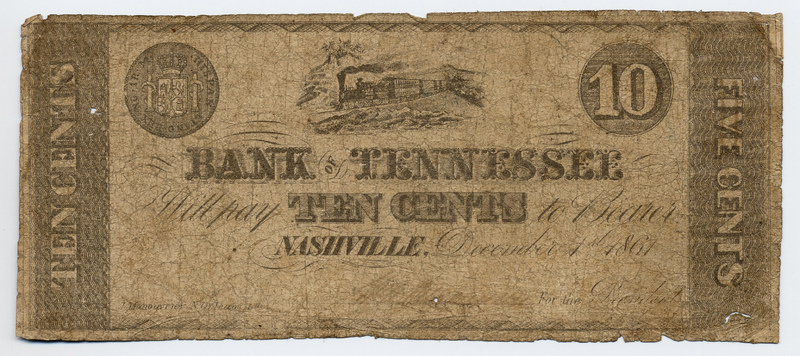 TEN CENTS
10
FIVE CENTS
BANK OF TENNESSEE
Will pay TEN CENTS to Bearer
NASHVILLE, December 1st 1861
For the President